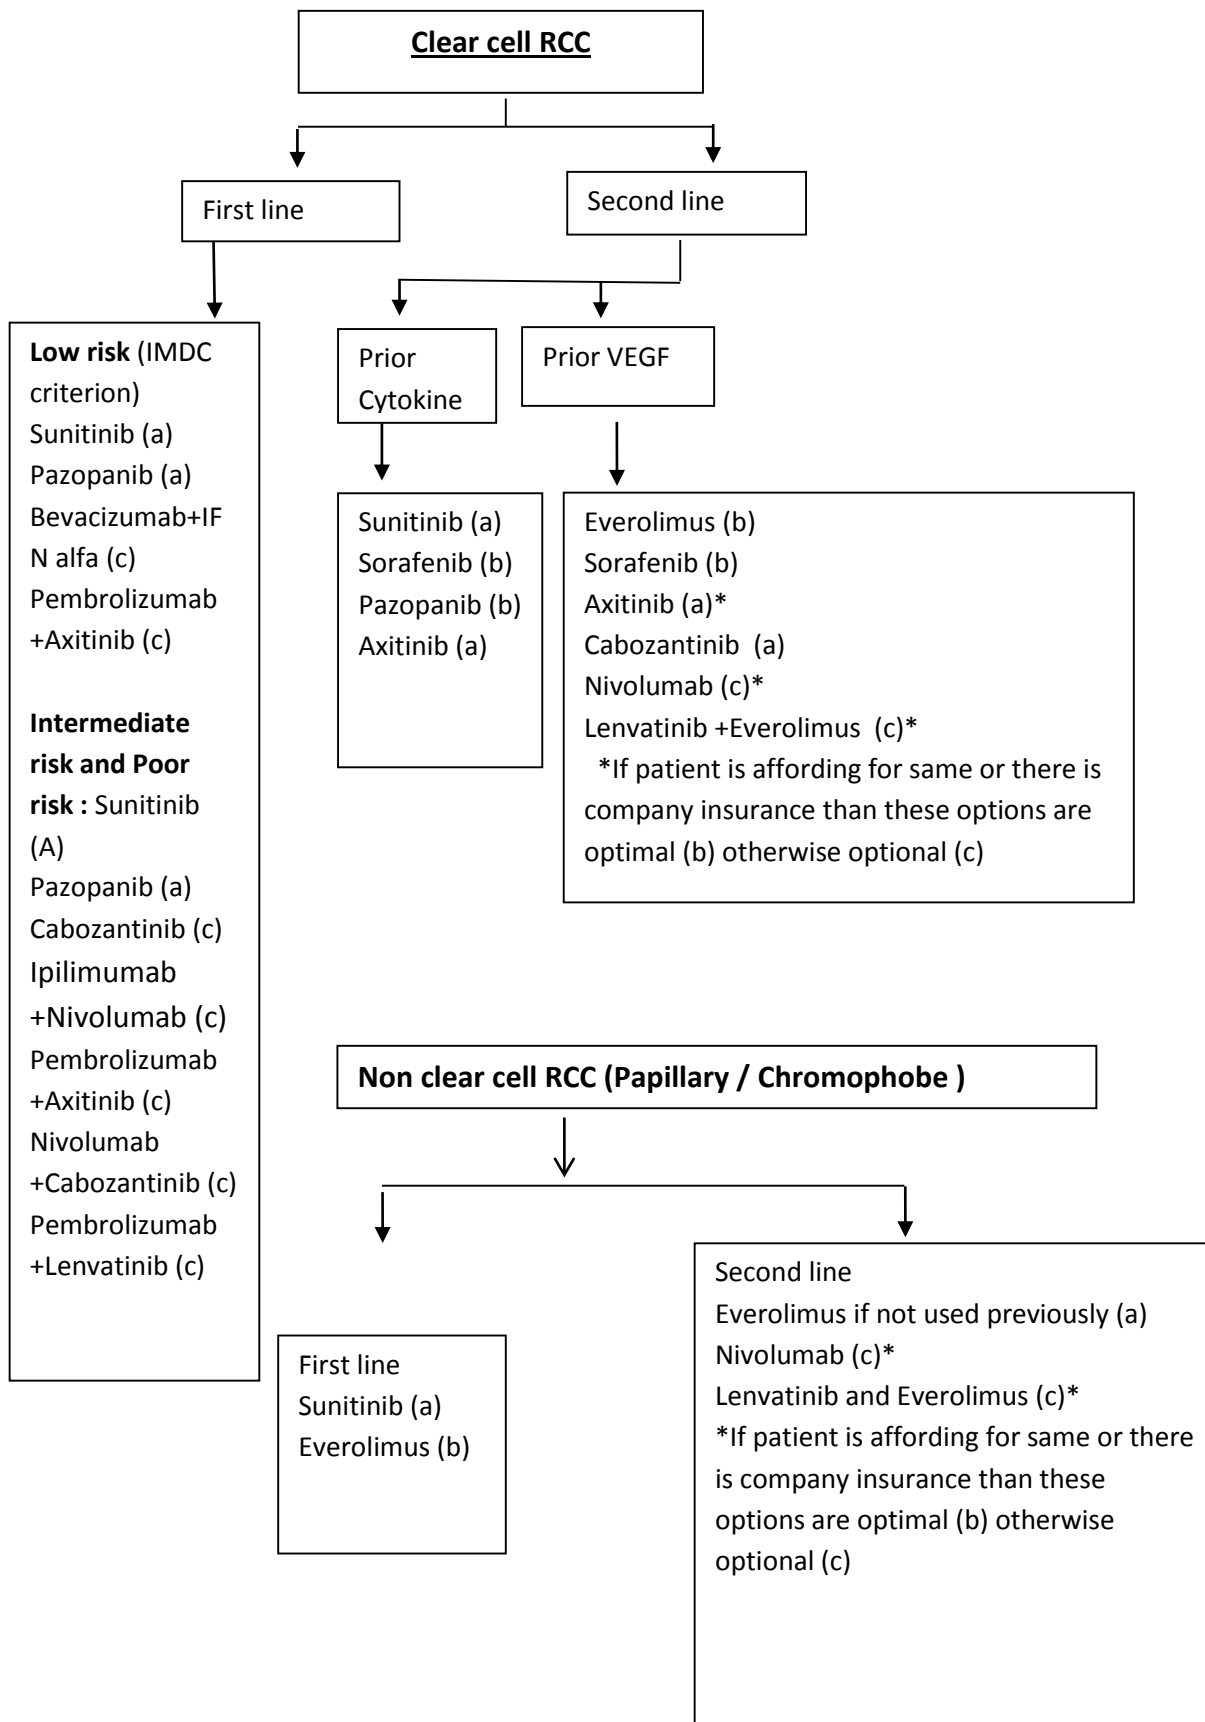 Clear cell RCC
First line
Second line
Low risk (IMDC
criterion)
Sunitinib (a)
Pazopanib (a)
Bevacizumab+IF
N alfa (c)
Pembrolizumab
+Axitinib (c)
Intermediate
risk and Poor
risk : Sunitinib
(A)
Pazopanib (a)
Cabozantinib (c)
Ipilimumab
+Nivolumab (c)
Pembrolizumab
+Axitinib (c)
Nivolumab
+Cabozantinib (c)
Pembrolizumab
+Lenvatinib (c)
Prior
Cytokine
Prior VEGF
Sunitinib (a)
Sorafenib (b)
Pazopanib (b)
Axitinib (a)
Everolimus (b)
Sorafenib (b)
Axitinib (a)*
Cabozantinib  (a)
Nivolumab (c)*
Lenvatinib +Everolimus  (c)*
*If patient is affording for same or there is
company insurance than these options are
optimal (b) otherwise optional (c)
Non clear cell RCC (Papillary / Chromophobe )
First line
Sunitinib (a)
Everolimus (b)
Second line
Everolimus if not used previously (a)
Nivolumab (c)*
Lenvatinib and Everolimus (c)*
*If patient is affording for same or there
is company insurance than these
options are optimal (b) otherwise
optional (c)